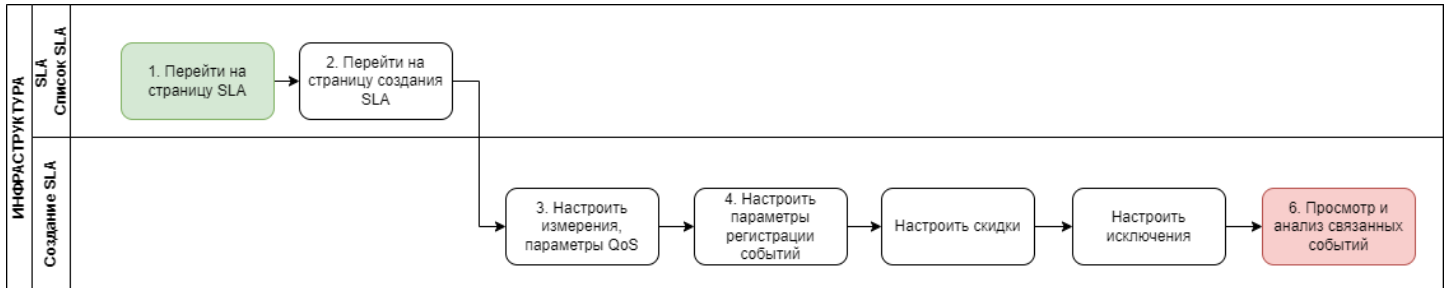 ИНФРАСТРУКТУРА
SLA
Список SLA
1. Перейти на
страницу SLA
2. Перейти на
страницу создания
SLA
Создание SLA
3. Настроить
измерения,
параметры QoS
4. Настроить
параметры
регистрации
событий
Настроить скидки
Настроить
исключения
6. Просмотр и
анализ связанных
событий